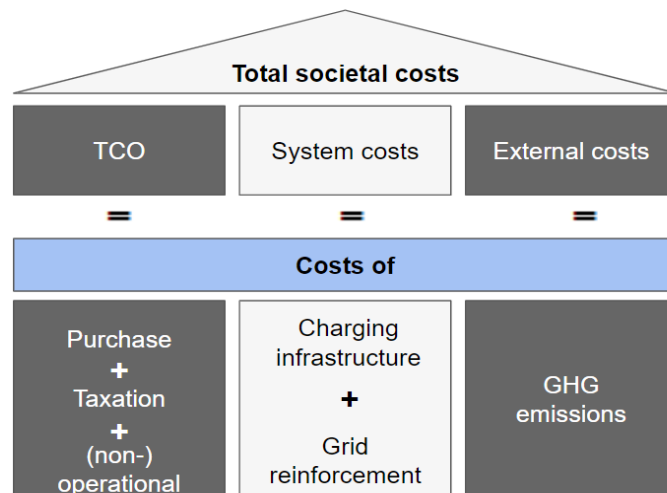 Total societal costs
TCO
System costs
External costs
= = =
Costs of
Purchase
+
Taxation
+
(non-)
operational
Charging
infrastructure
+
Grid
reinforcement
GHG
emissions